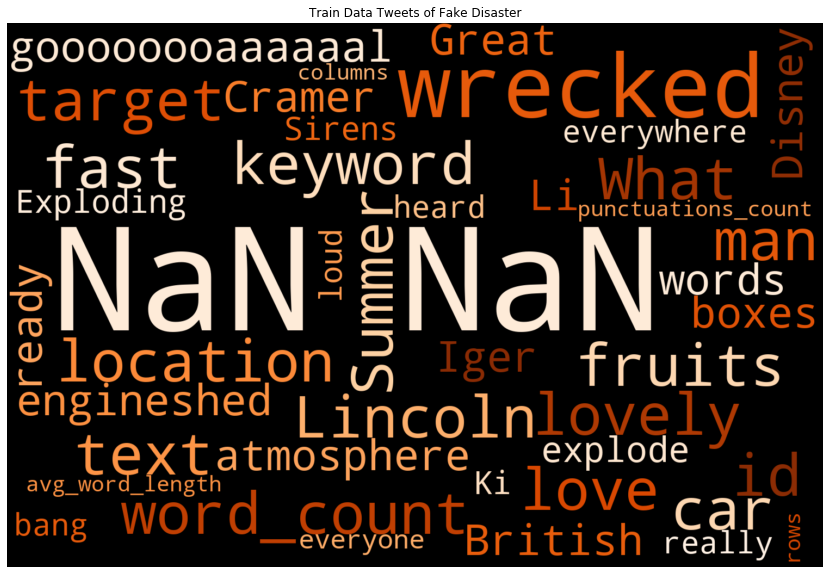 Train Data Tweets of Fake Disaster
goooooooaaaaaal
Great
columns
wrecked
Disney
target
Cramer
Sirens
everywhere
fast
keyword
What
Exploding
heard
Li
punctuations_count
NaN NaN
loud
Summer
man
words
ready
boxes
location
Iger
fruits
engineshed
Lincoln
lovely
text
atmosphere
explode
avg_word_length
Ki
love
id
bang
word_count
everyone
British
car
really
rows